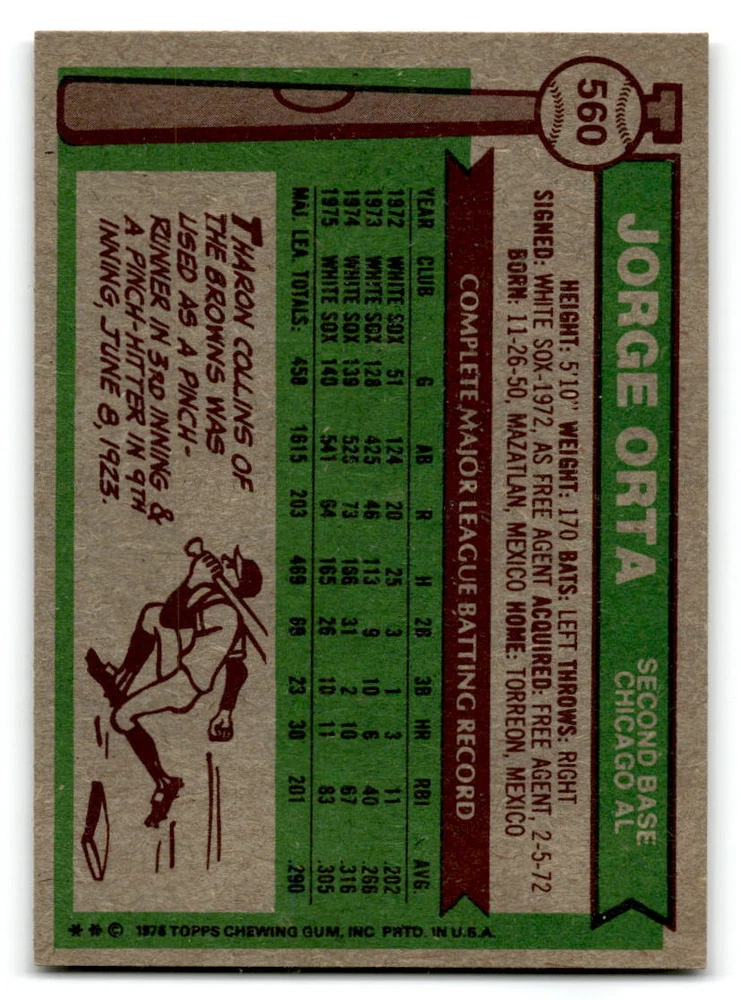 560
JORGE ORTA
SECOND BASE
CHICAGO AL
HEIGHT: 5'10" WEIGHT: 170 BATS: LEFT THROWS: RIGHT
SIGNED: WHITE SOX-1972, AS FREE AGENT ACQUIRED: FREE AGENT, 2-5-72
BORN: 11-26-50, MAZATLAN, MEXICO HOME: TORREON, MEXICO
COMPLETE MAJOR LEAGUE BATTING RECORD
YEAR CLUB G AB R H 2B 3B HR RBI AVG.
1972 WHITE SOX 51 124 20 25 3 1 3 11 .202
1973 WHITE SOX 128 425 46 113 9 10 6 40 .266
1974 WHITE SOX 139 525 73 166 31 2 10 67 .316
1975 WHITE SOX 140 541 64 165 26 10 11 83 .305
MAJ. LEA. TOTALS: 458 1615 203 469 69 23 30 201 .290
THARON COLLINS OF
THE BROWNS WAS
USED AS A PINCH-
RUNNER IN 3RD INNING &
A PINCH-HITTER IN 9TH
INNING, JUNE 8, 1923.
** © 1976 TOPPS CHEWING GUM, INC PRTD. IN U.S.A.